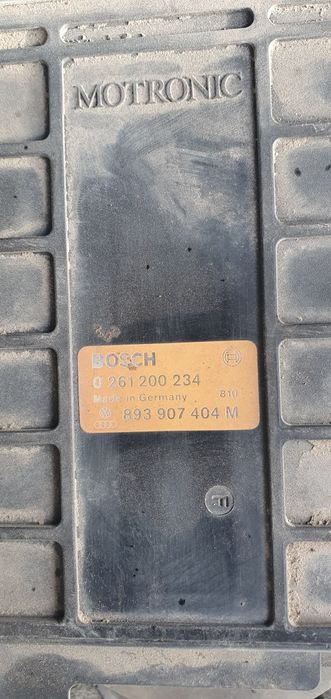 MOTRONIC
BOSCH
0 261 200 234
Made in Germany 810
893 907 404 M
F